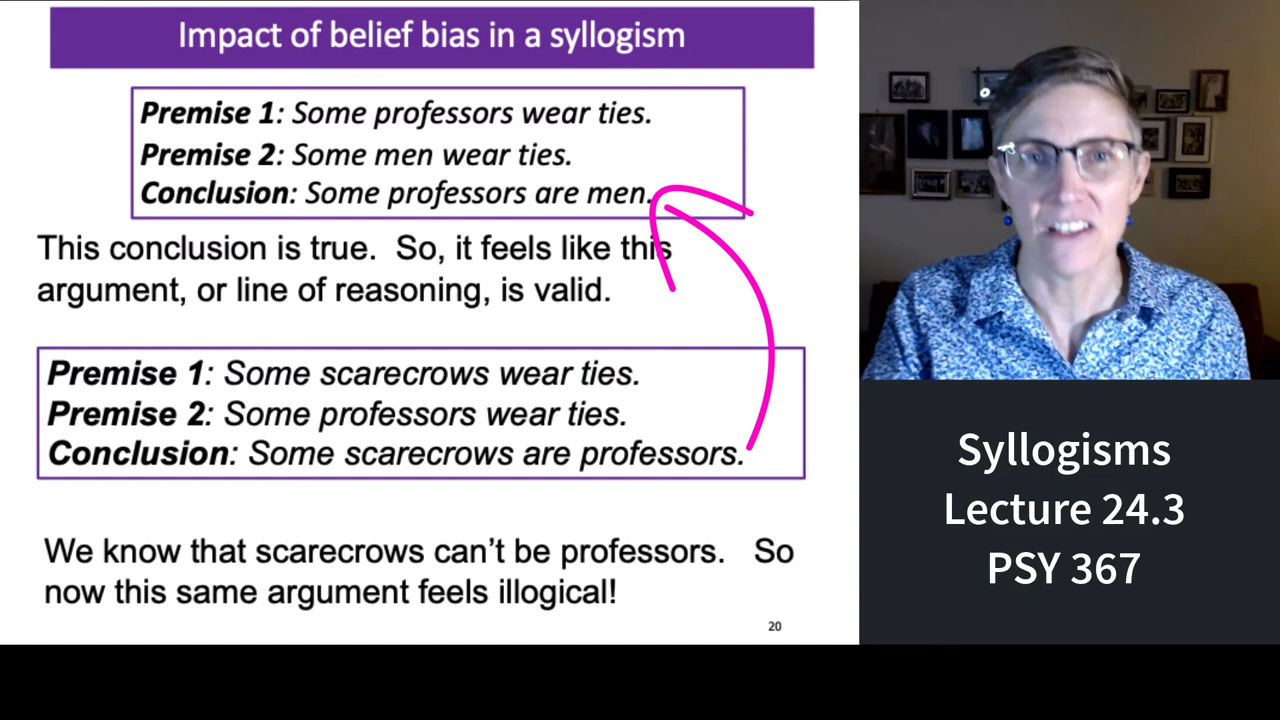 Impact of belief bias in a syllogism
Premise 1: Some professors wear ties.
Premise 2: Some men wear ties.
Conclusion: Some professors are men.
This conclusion is true. So, it feels like this
argument, or line of reasoning, is valid.
Premise 1: Some scarecrows wear ties.
Premise 2: Some professors wear ties.
Conclusion: Some scarecrows are professors.
We know that scarecrows can’t be professors. So
now this same argument feels illogical!
20
Syllogisms
Lecture 24.3
PSY 367